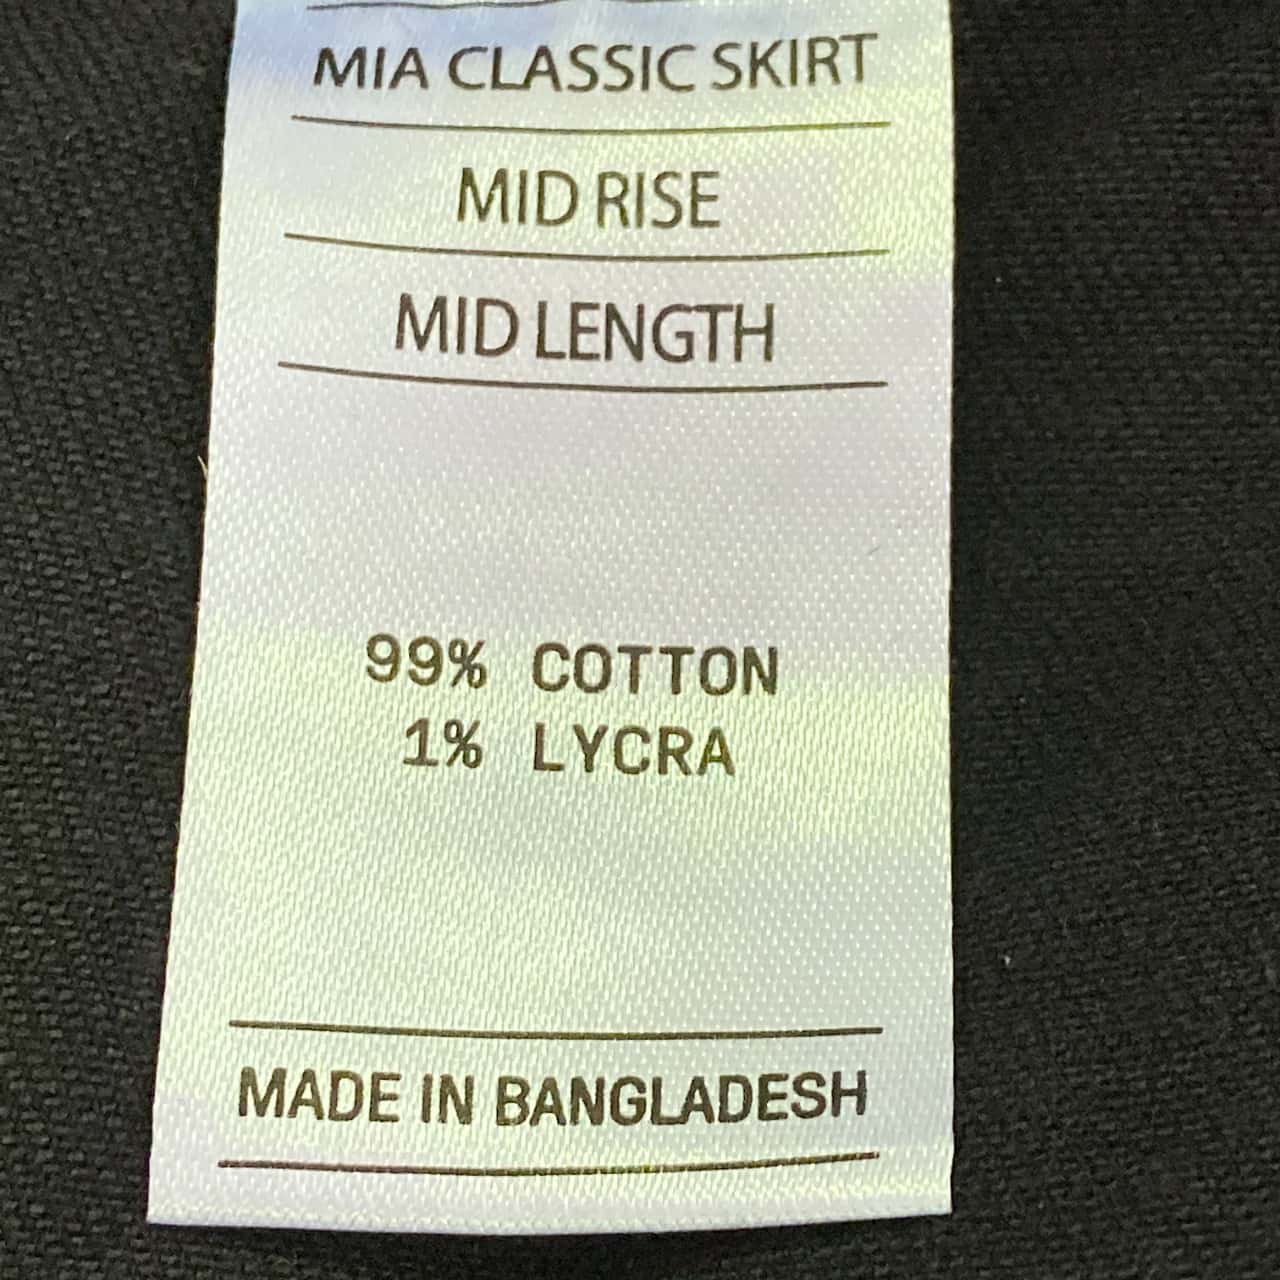 MIA CLASSIC SKIRT
MID RISE
MID LENGTH
99% COTTON
1% LYCRA
MADE IN BANGLADESH